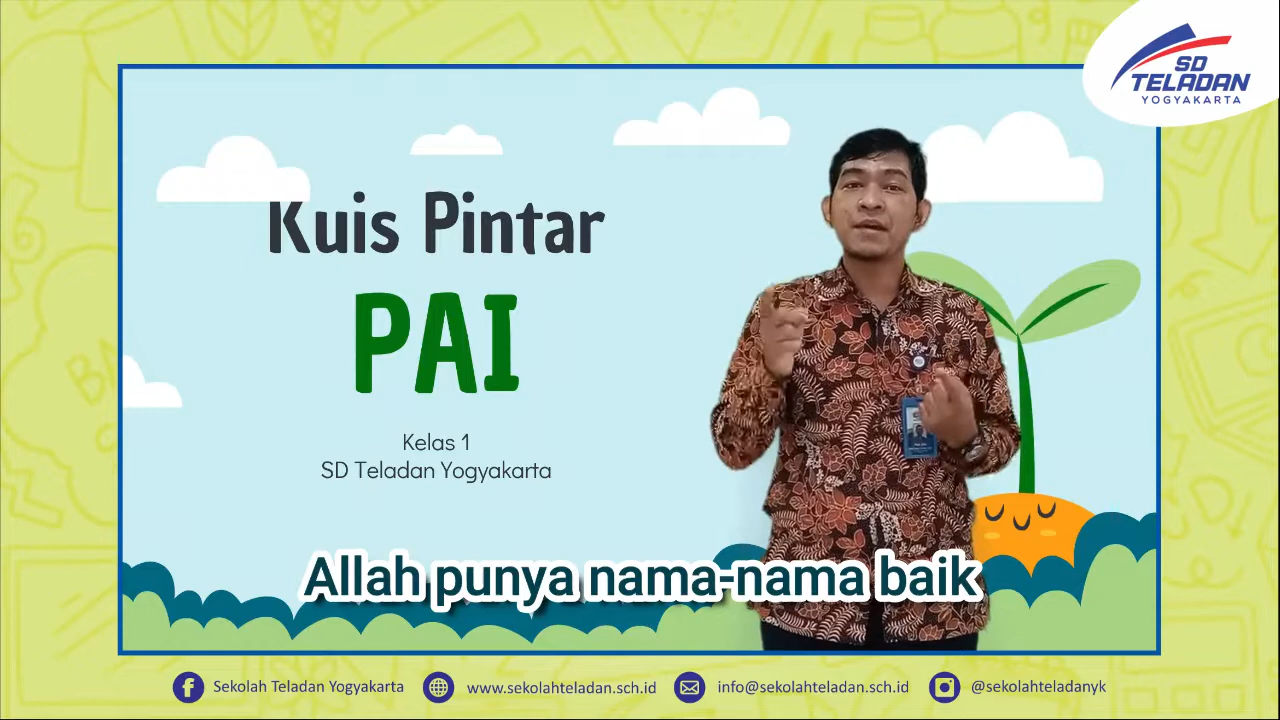 SD
TELADAN
YOGYAKARTA
Kuis Pintar
PAI
Kelas 1
SD Teladan Yogyakarta
Allah punya nama-nama baik
Sekolah Teladan Yogyakarta
www.sekolahteladan.sch.id
info@sekolahteladan.sch.id
@sekolahteladanyk